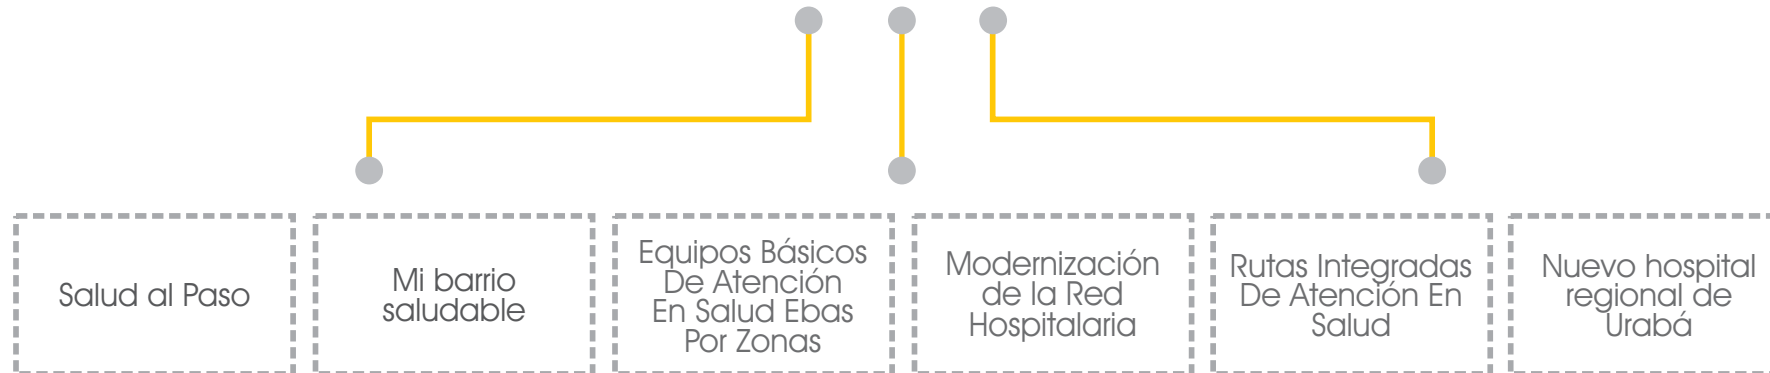 Salud al Paso
Mi barrio
saludable
Equipos Básicos
De Atención
En Salud Ebas
Por Zonas
Modernización
de la Red
Hospitalaria
Rutas Integradas
De Atención En
Salud
Nuevo hospital
regional de
Urabá